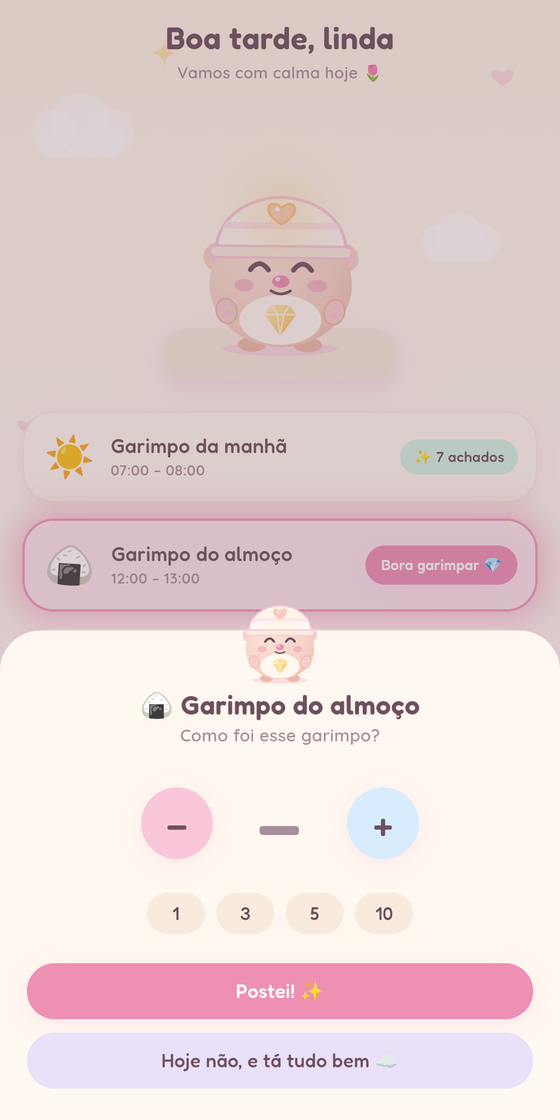 Boa tarde, linda
Vamos com calma hoje 🌷
Garimpo da manhã
07:00 – 08:00
✨ 7 achados
Garimpo do almoço
12:00 – 13:00
Bora garimpar 💎
🍙 Garimpo do almoço
Como foi esse garimpo?
− — +
1 3 5 10
Postei! ✨
Hoje não, e tá tudo bem ☁️